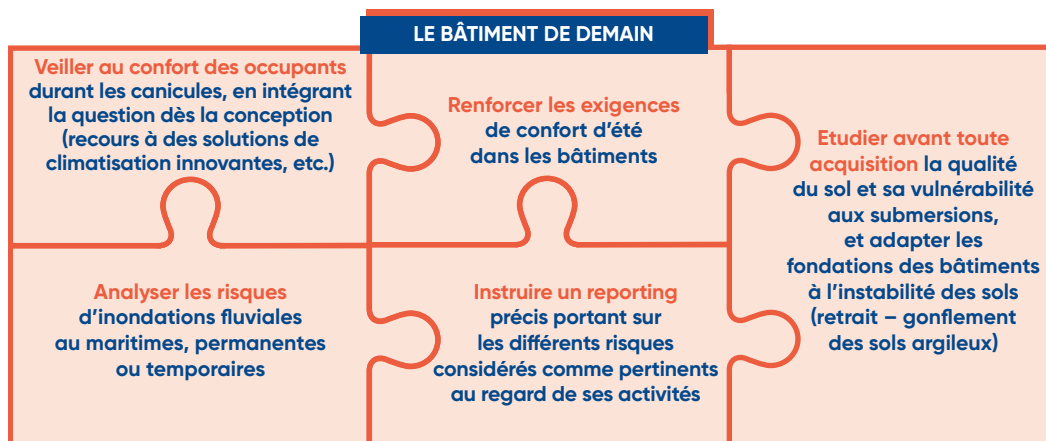 LE BÂTIMENT DE DEMAIN
Veiller au confort des occupants
durant les canicules, en intégrant
la question dès la conception
(recours à des solutions de
climatisation innovantes, etc.)
Renforcer les exigences
de confort d'été
dans les bâtiments
Etudier avant toute
acquisition la qualité
du sol et sa vulnérabilité
aux submersions,
et adapter les
fondations des bâtiments
à l'instabilité des sols
(retrait – gonflement
des sols argileux)
Analyser les risques
d'inondations fluviales
au maritimes, permanentes
ou temporaires
Instruire un reporting
précis portant sur
les différents risques
considérés comme pertinents
au regard de ses activités